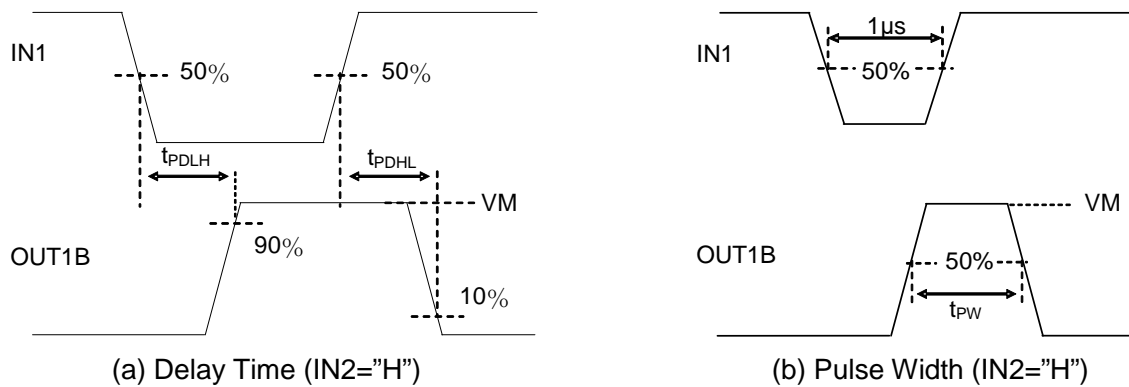 IN1
50%
50%
tPDLH
tPDHL
VM
OUT1B
90%
10%
(a) Delay Time (IN2=”H”)
1µs
IN1
50%
VM
OUT1B
50%
tPW
(b) Pulse Width (IN2=”H”)